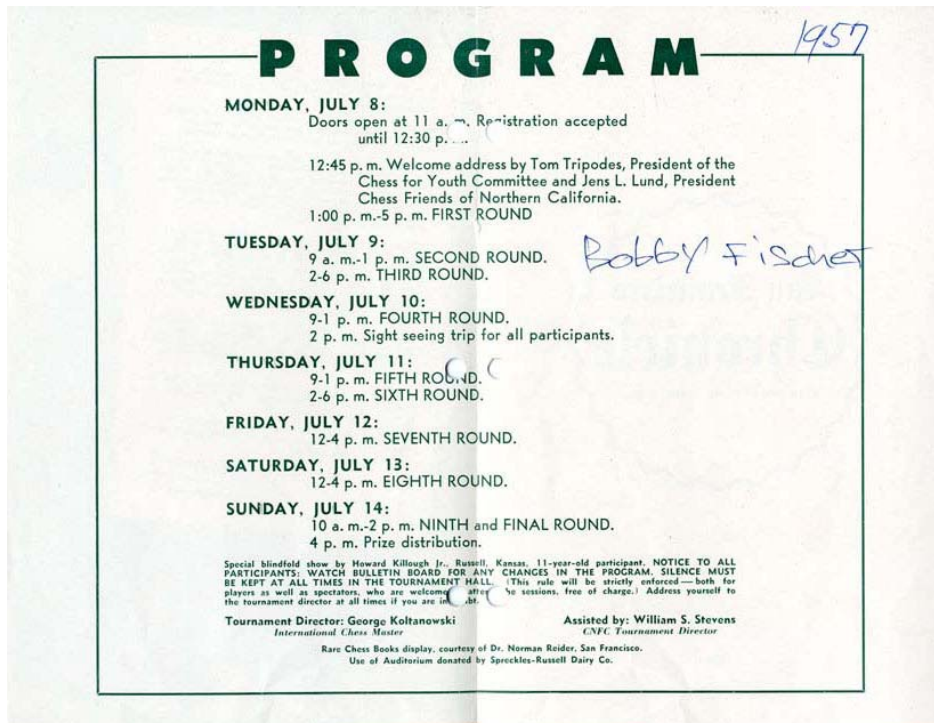 1957
PROGRAM
MONDAY, JULY 8:
Doors open at 11 a. m. Registration accepted
until 12:30 p.
12:45 p. m. Welcome address by Tom Tripodes, President of the
Chess for Youth Committee and Jens L. Lund, President
Chess Friends of Northern California.
1:00 p. m.-5 p. m. FIRST ROUND
TUESDAY, JULY 9:
9 a. m.-1 p. m. SECOND ROUND.
Bobby Fischer
2-6 p. m. THIRD ROUND.
WEDNESDAY, JULY 10:
9-1 p. m. FOURTH ROUND.
2 p. m. Sight seeing trip for all participants.
THURSDAY, JULY 11:
9-1 p. m. FIFTH ROUND.
2-6 p. m. SIXTH ROUND.
FRIDAY, JULY 12:
12-4 p. m. SEVENTH ROUND.
SATURDAY, JULY 13:
12-4 p. m. EIGHTH ROUND.
SUNDAY, JULY 14:
10 a. m.-2 p. m. NINTH and FINAL ROUND.
4 p. m. Prize distribution.
Special blindfold show by Howard Killough Jr., Russell, Kansas, 11-year-old participant. NOTICE TO ALL
PARTICIPANTS: WATCH BULLETIN BOARD FOR ANY CHANGES IN THE PROGRAM. SILENCE MUST
BE KEPT AT ALL TIMES IN THE TOURNAMENT HALL. (This rule will be strictly enforced — both for
players as well as spectators, who are welcome, after the sessions, free of charge.) Address yourself to
the tournament director at all times if you are in
Tournament Director: George Koltanowski
International Chess Master
Assisted by: William S. Stevens
CNFC Tournament Director
Rare Chess Books display, courtesy of Dr. Norman Reider, San Francisco.
Use of Auditorium donated by Spreckles-Russell Dairy Co.